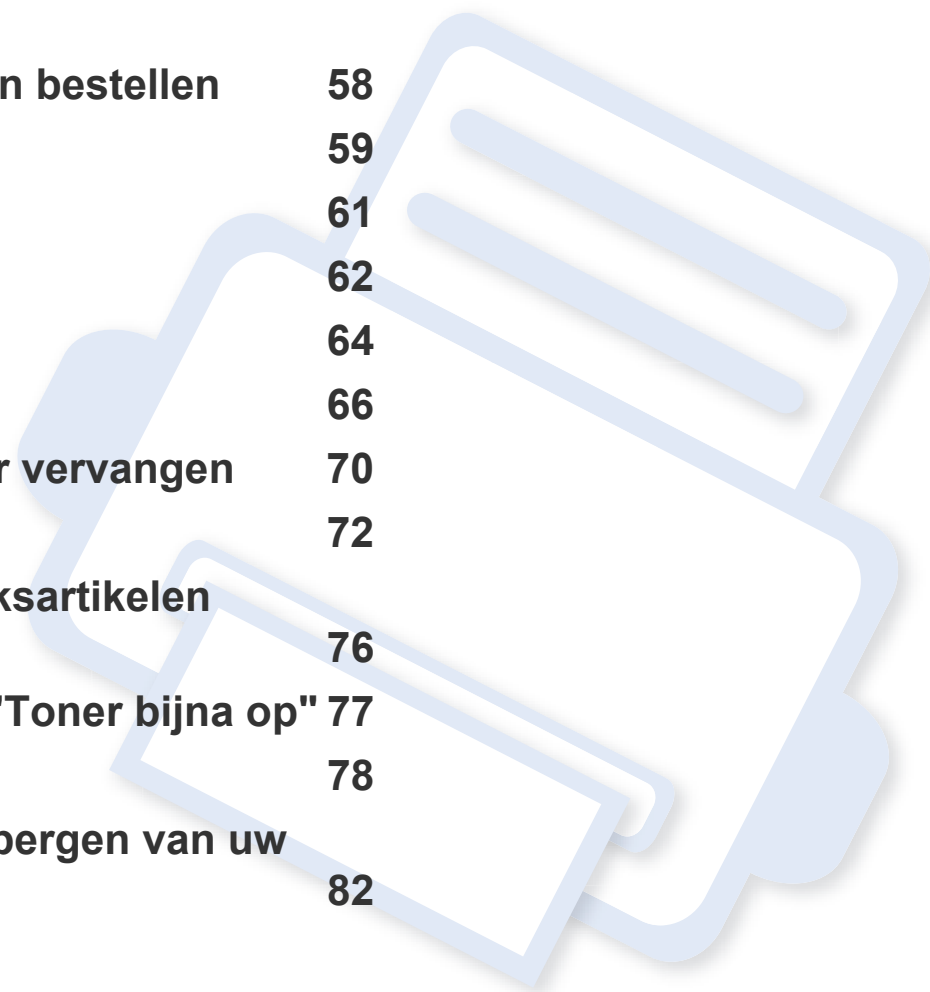 n bestellen 58
59
61
62
64
66
r vervangen 70
72
ksartikelen
76
"Toner bijna op" 77
78
bergen van uw
82